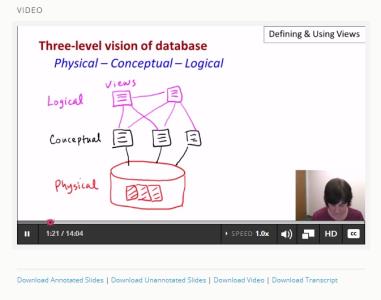 VIDEO
Defining & Using Views
Three-level vision of database
Physical – Conceptual – Logical
views
Logical
Conceptual
Physical
1:21 / 14:04
SPEED 1.0x
HD
CC
Download Annotated Slides | Download Unannotated Slides | Download Video | Download Transcript